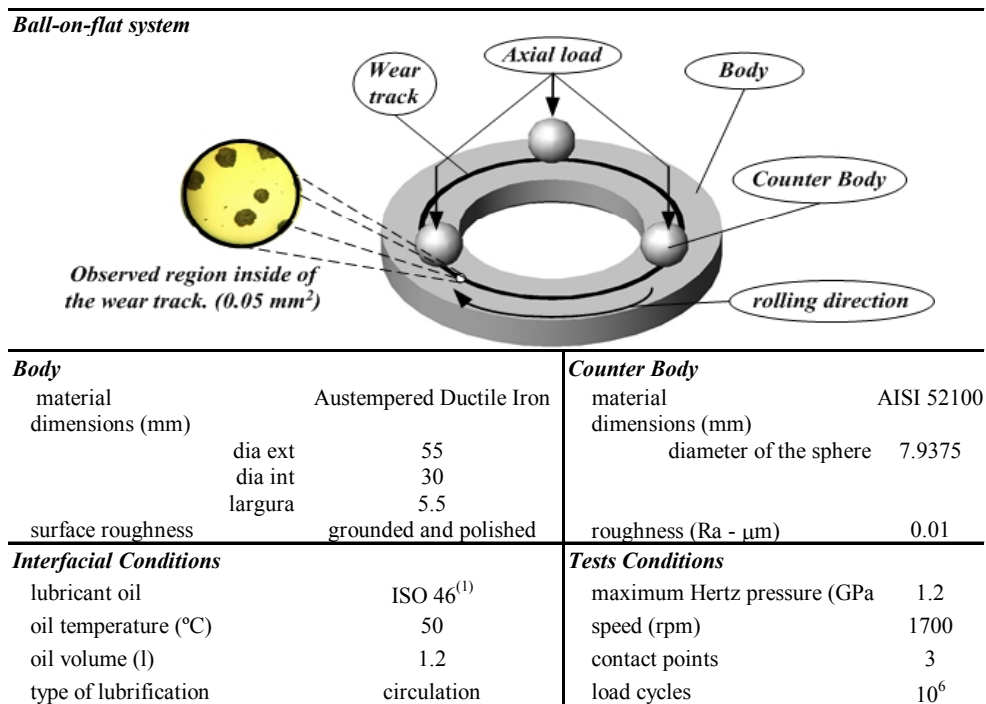 Ball-on-flat system
Axial load
Wear
track
Body
Counter Body
Observed region inside of
the wear track. (0.05 mm²)
rolling direction
Body
material Austempered Ductile Iron
dimensions (mm)
dia ext 55
dia int 30
largura 5.5
surface roughness grounded and polished
Counter Body
material AISI 52100
dimensions (mm)
diameter of the sphere 7.9375
roughness (Ra - µm) 0.01
Interfacial Conditions
lubricant oil ISO 46⁽¹⁾
oil temperature (ºC) 50
oil volume (l) 1.2
type of lubrification circulation
Tests Conditions
maximum Hertz pressure (GPa 1.2
speed (rpm) 1700
contact points 3
load cycles 10⁶